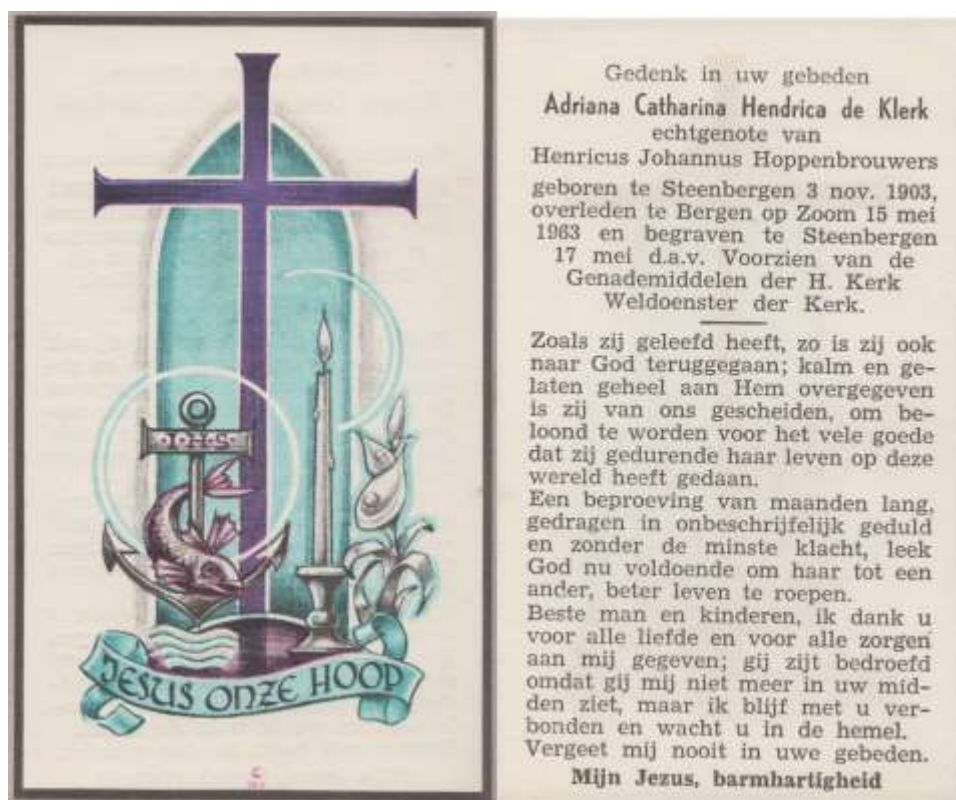 I·H·S
JESUS ONZE HOOP
Gedenk in uw gebeden
Adriana Catharina Hendrica de Klerk
echtgenote van
Henricus Johannus Hoppenbrouwers
geboren te Steenbergen 3 nov. 1903,
overleden te Bergen op Zoom 15 mei
1963 en begraven te Steenbergen
17 mei d.a.v. Voorzien van de
Genademiddelen der H. Kerk
Weldoenster der Kerk.
Zoals zij geleefd heeft, zo is zij ook
naar God teruggegaan; kalm en ge-
laten geheel aan Hem overgegeven
is zij van ons gescheiden, om be-
loond te worden voor het vele goede
dat zij gedurende haar leven op deze
wereld heeft gedaan.
Een beproeving van maanden lang,
gedragen in onbeschrijfelijk geduld
en zonder de minste klacht, leek
God nu voldoende om haar tot een
ander, beter leven te roepen.
Beste man en kinderen, ik dank u
voor alle liefde en voor alle zorgen
aan mij gegeven; gij zijt bedroefd
omdat gij mij niet meer in uw mid-
den ziet, maar ik blijf met u ver-
bonden en wacht u in de hemel.
Vergeet mij nooit in uwe gebeden.
Mijn Jezus, barmhartigheid